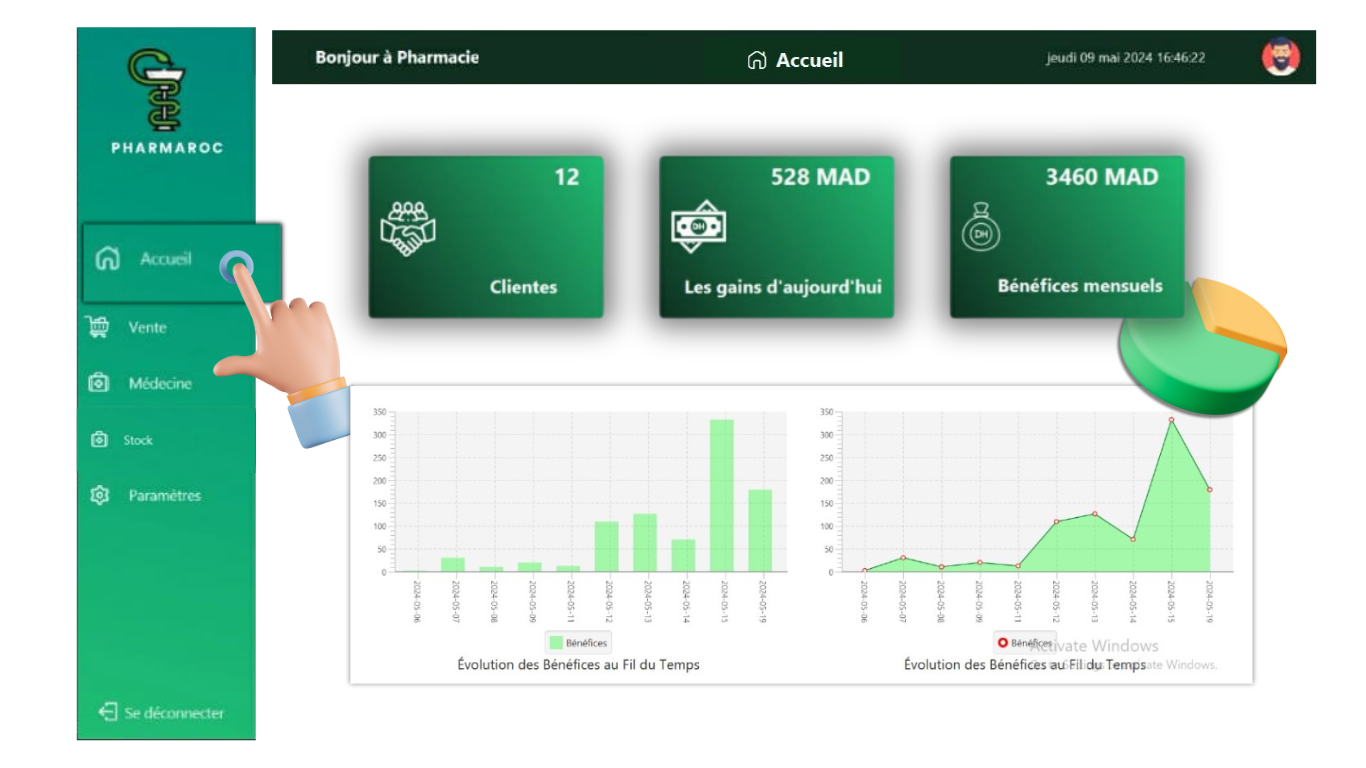 PHARMAROC
Accueil
Vente
Médecine
Stock
Paramètres
Se déconnecter
Bonjour à Pharmacie
Accueil
jeudi 09 mai 2024 16:46:22
12
Clientes
528 MAD
DH
Les gains d'aujourd'hui
3460 MAD
DH
Bénéfices mensuels
350
300
250
200
150
100
50
0
2024-05-06
2024-05-07
2024-05-08
2024-05-09
2024-05-11
2024-05-12
2024-05-13
2024-05-14
2024-05-15
2024-05-19
Bénéfices
Évolution des Bénéfices au Fil du Temps
350
300
250
200
150
100
50
0
2024-05-06
2024-05-07
2024-05-08
2024-05-09
2024-05-11
2024-05-12
2024-05-13
2024-05-14
2024-05-15
2024-05-19
Bénéfices
Évolution des Bénéfices au Fil du Temps
Activate Windows
Windows.